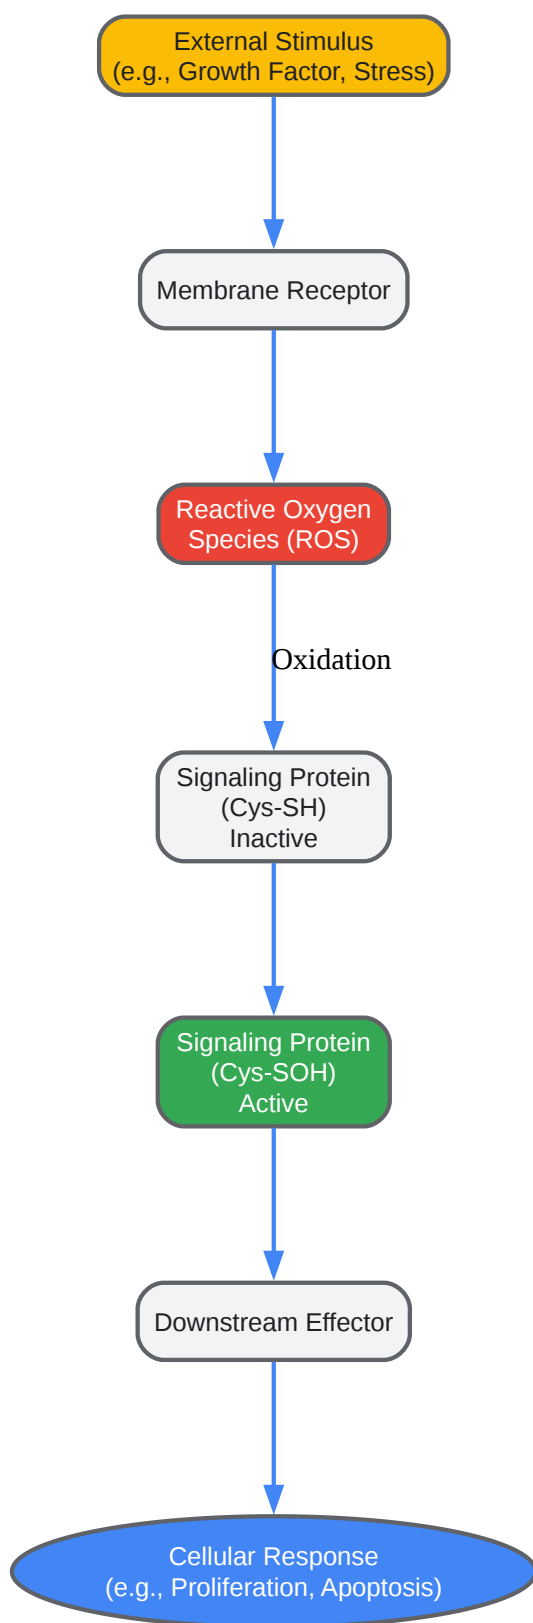 External Stimulus
(e.g., Growth Factor, Stress)
Membrane Receptor
Reactive Oxygen
Species (ROS)
Oxidation
Signaling Protein
(Cys-SH)
Inactive
Signaling Protein
(Cys-SOH)
Active
Downstream Effector
Cellular Response
(e.g., Proliferation, Apoptosis)